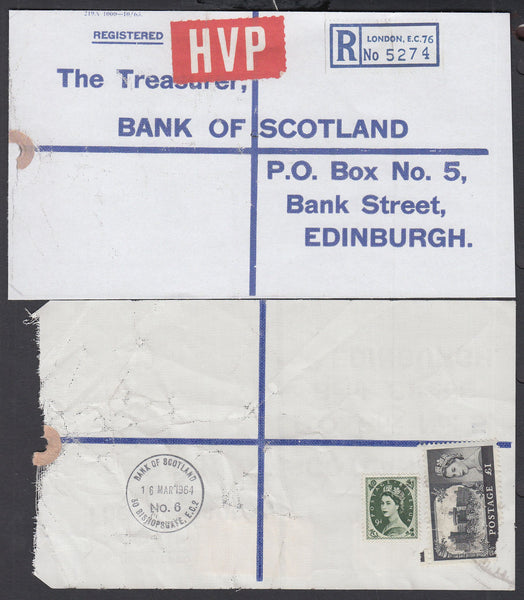 219A-1000-10/63.
REGISTERED
HVP
R
LONDON, E.C.76
No 5274
The Treasurer,
BANK OF SCOTLAND
P.O. Box No. 5,
Bank Street,
EDINBURGH.
BANK OF SCOTLAND
16 MAR 1964
NO. 6
30 BISHOPSGATE, E.C.2
POSTAGE £1